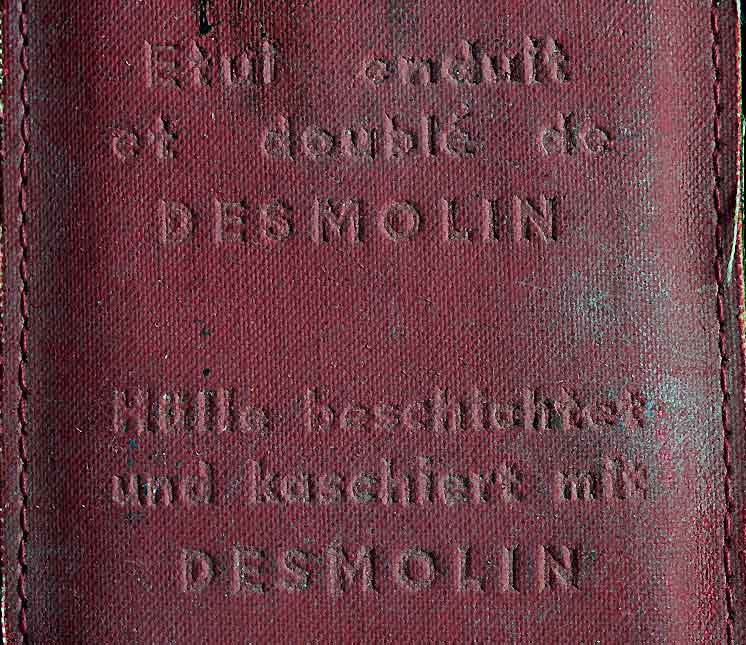 Etui enduit
et doublé de
DESMOLIN
Hülle beschichtet
und kaschiert mit
DESMOLIN